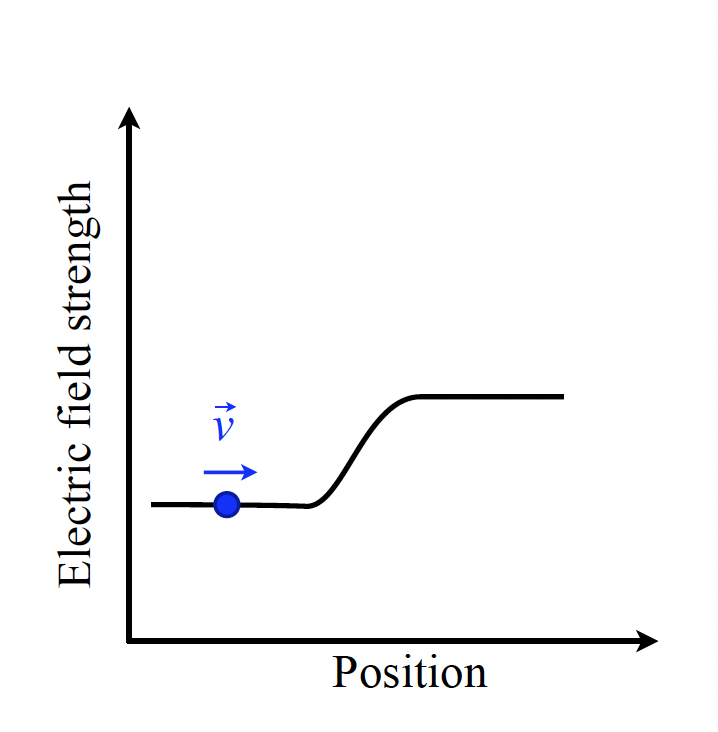 Electric field strength
v⃗
Position